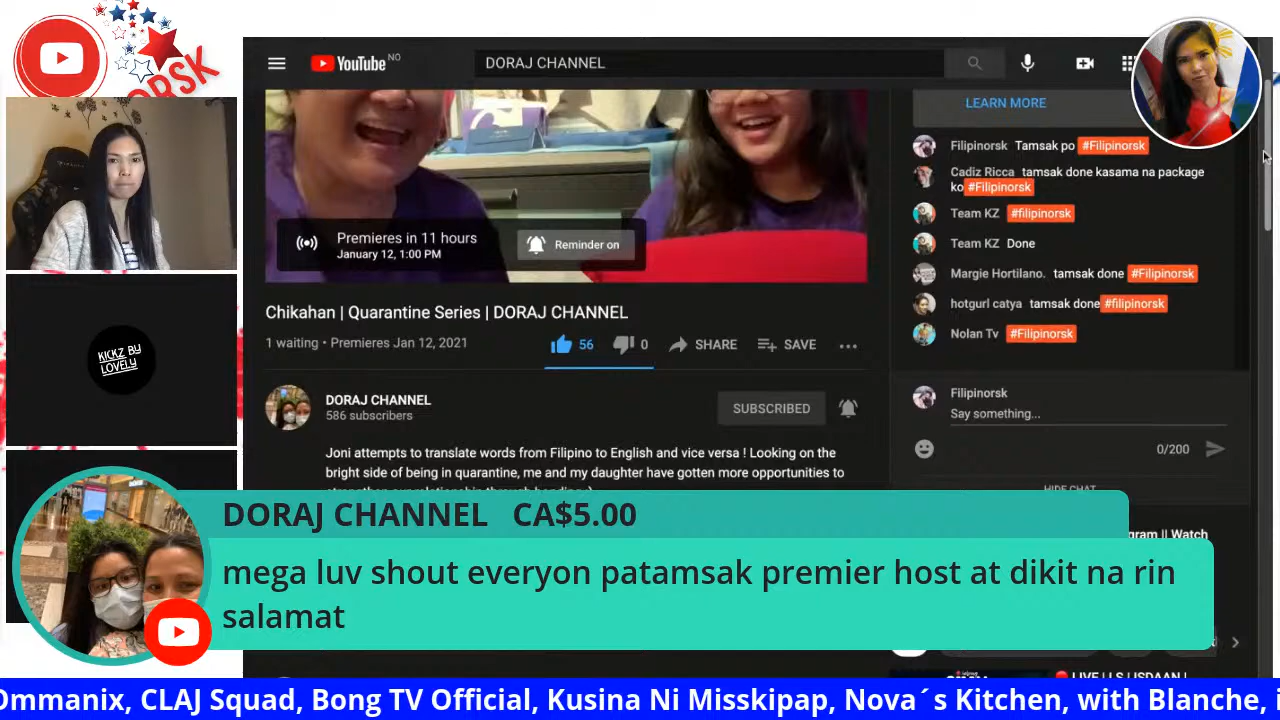 ORSK
YouTube NO
DORAJ CHANNEL
LEARN MORE
Filipinorsk Tamsak po #Filipinorsk
Cadiz Ricca tamsak done kasama na package
ko #Filipinorsk
Team KZ #filipinorsk
Team KZ Done
Margie Hortilano. tamsak done #Filipinorsk
hotgurl catya tamsak done #filipinorsk
Nolan Tv #Filipinorsk
Premieres in 11 hours
January 12, 1:00 PM
Reminder on
Chikahan | Quarantine Series | DORAJ CHANNEL
1 waiting • Premieres Jan 12, 2021
56
0
SHARE
SAVE
KICKZ BY
LOVELY
DORAJ CHANNEL
586 subscribers
SUBSCRIBED
Filipinorsk
Say something...
0/200
HIDE CHAT
Joni attempts to translate words from Filipino to English and vice versa ! Looking on the
bright side of being in quarantine, me and my daughter have gotten more opportunities to
DORAJ CHANNEL CA$5.00
mega luv shout everyon patamsak premier host at dikit na rin
salamat
gram || Watch
Ommanix, CLAJ Squad, Bong TV Official, Kusina Ni Misskipap, Nova´s Kitchen, with Blanche,